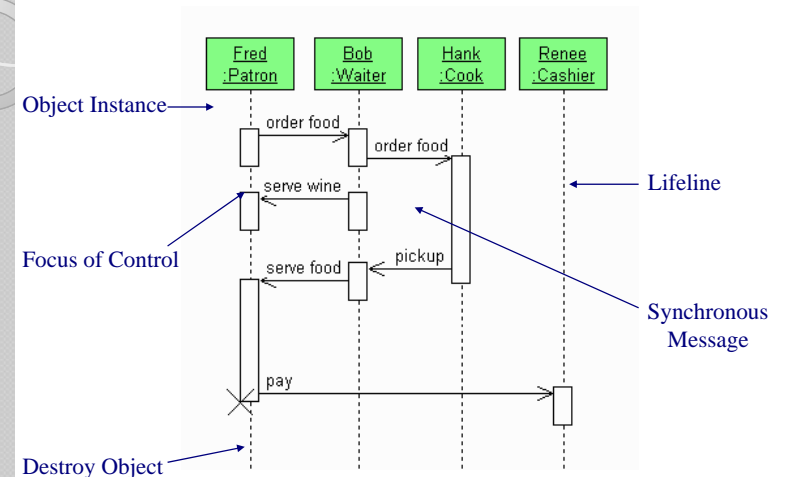 Fred
:Patron
Bob
:Waiter
Hank
:Cook
Renee
:Cashier
Object Instance
order food
order food
serve wine
Lifeline
Focus of Control
pickup
serve food
Synchronous
Message
pay
Destroy Object